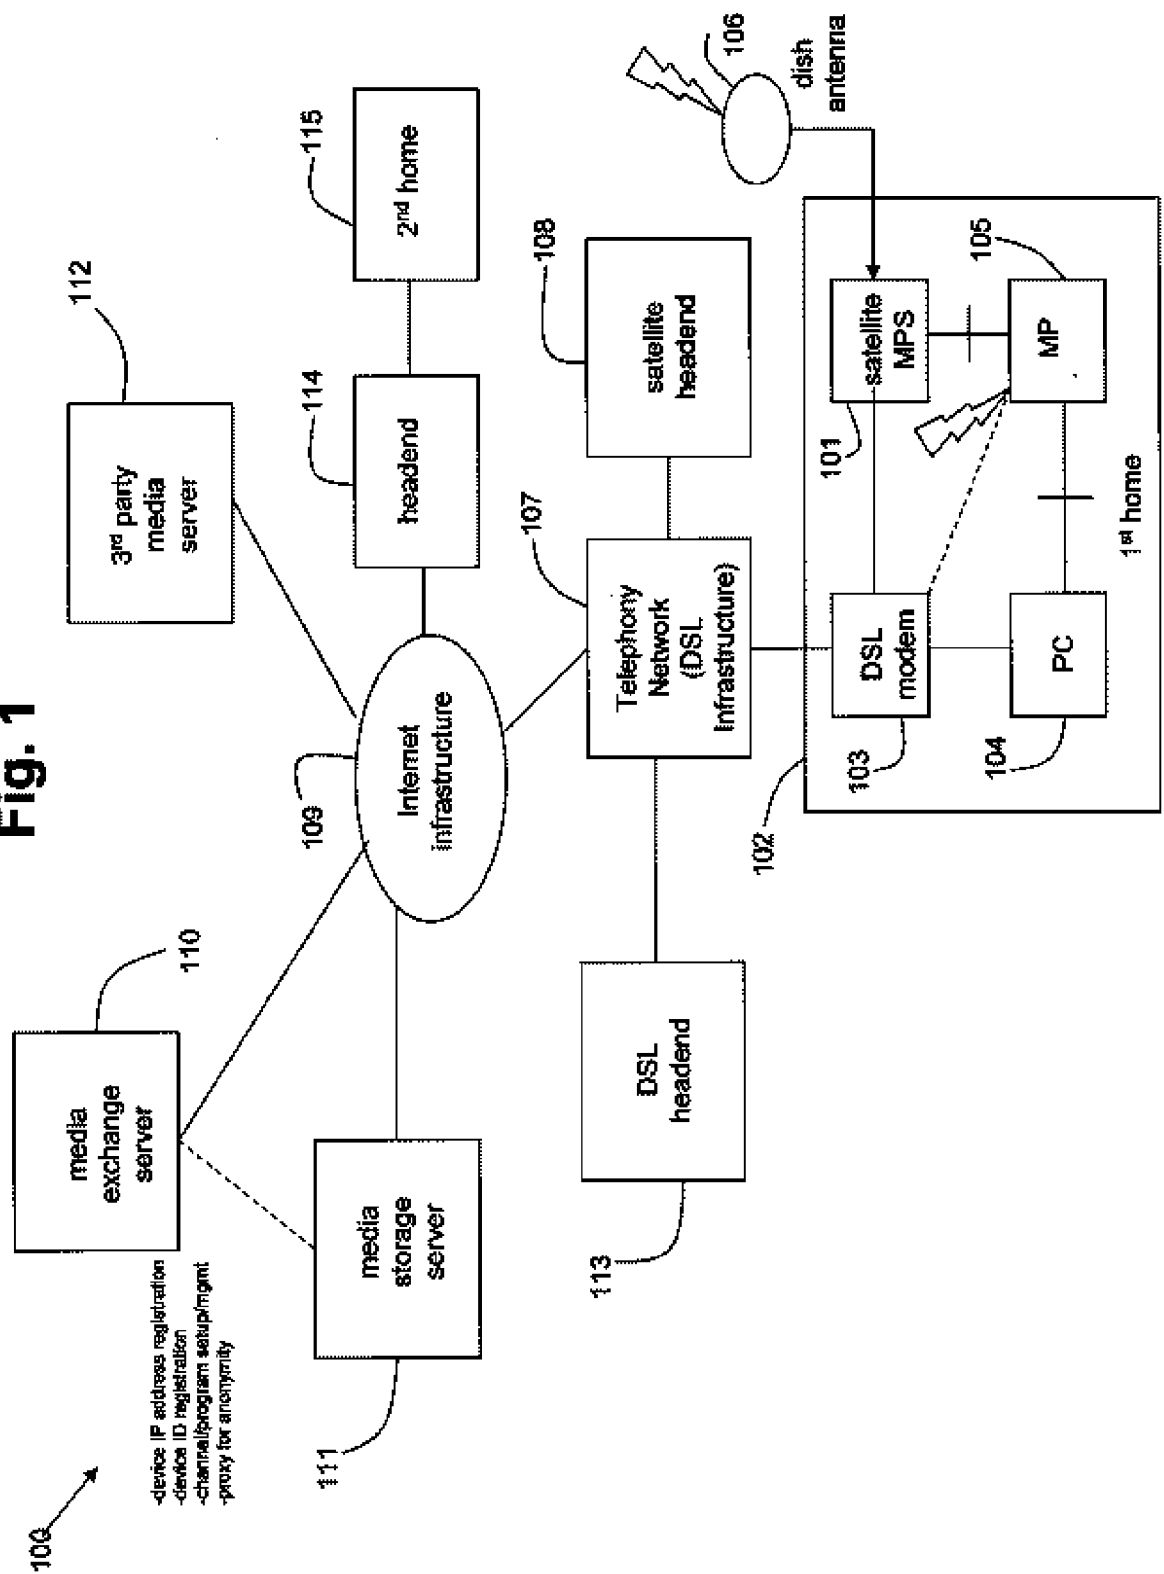 Fig. 1
100
-device IP address registration
-device ID registration
-channel/program setup/mgmt
-proxy for anonymity
media
exchange
server
110
3rd party
media
server
112
111
media
storage
server
109
Internet
infrastructure
114
headend
115
2nd home
113
DSL
headend
107
Telephony
Network
(DSL
Infrastructure)
108
satellite
headend
106
dish
antenna
102
103
DSL
modem
101
satellite
MPS
104
PC
105
MP
1st home